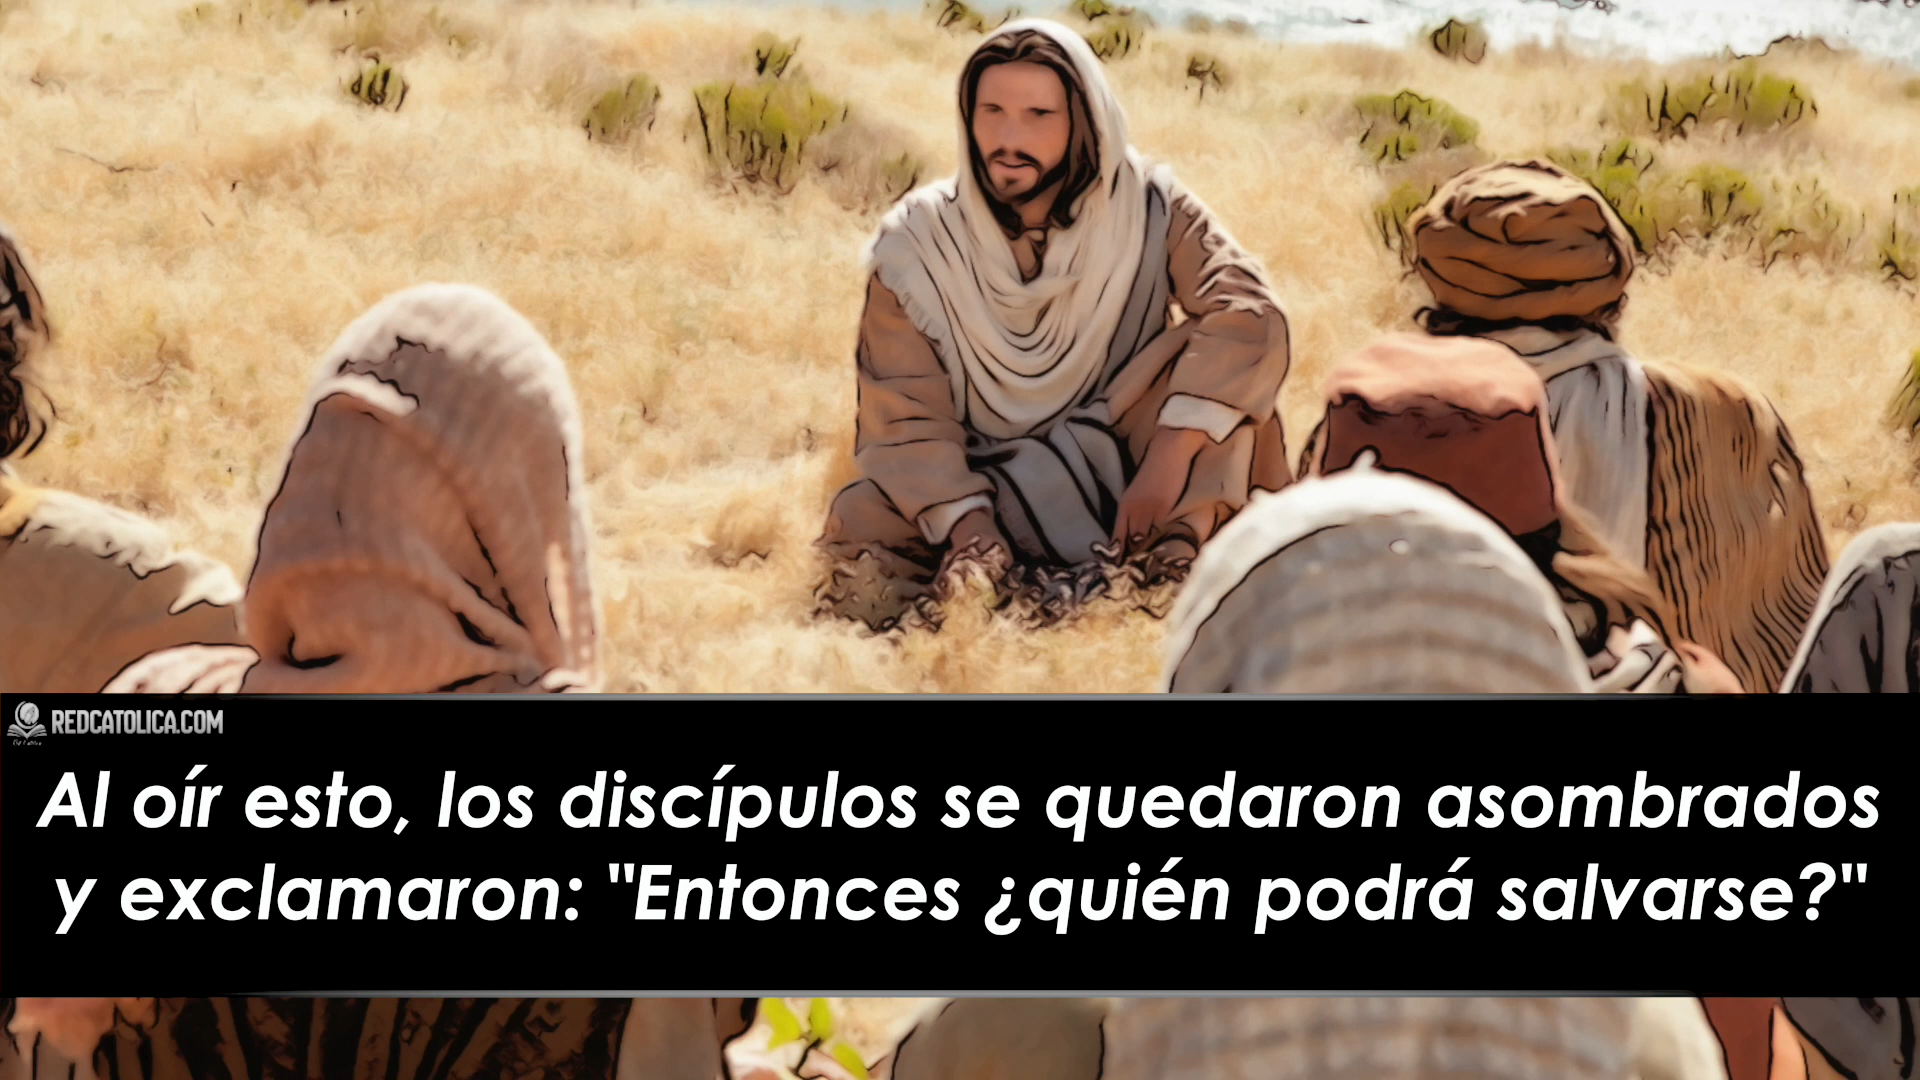 REDCATOLICA.COM
Al oír esto, los discípulos se quedaron asombrados
y exclamaron: "Entonces ¿quién podrá salvarse?"